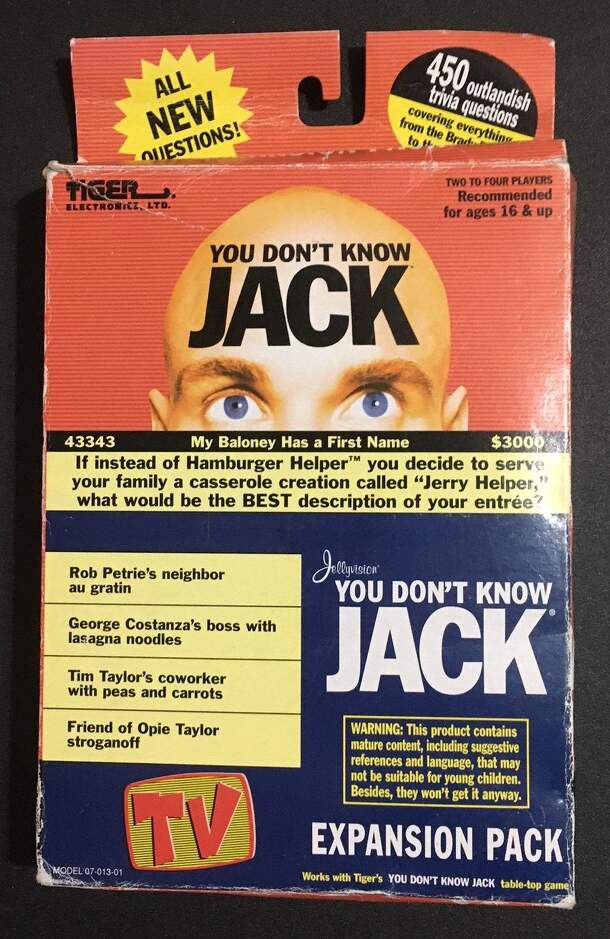 ALL
NEW
QUESTIONS!
450 outlandish
trivia questions
covering everything
from the Brady
to
TIGER
ELECTRONICS, LTD.
TWO TO FOUR PLAYERS
Recommended
for ages 16 & up
YOU DON'T KNOW
JACK
43343 My Baloney Has a First Name $3000
If instead of Hamburger Helper™ you decide to serve
your family a casserole creation called “Jerry Helper,”
what would be the BEST description of your entrée?
Rob Petrie's neighbor
au gratin
George Costanza's boss with
lasagna noodles
Tim Taylor's coworker
with peas and carrots
Friend of Opie Taylor
stroganoff
Jellyvision®
YOU DON'T KNOW
JACK®
WARNING: This product contains
mature content, including suggestive
references and language, that may
not be suitable for young children.
Besides, they won't get it anyway.
TV
EXPANSION PACK
MODEL 07-013-01
Works with Tiger's YOU DON'T KNOW JACK table-top game